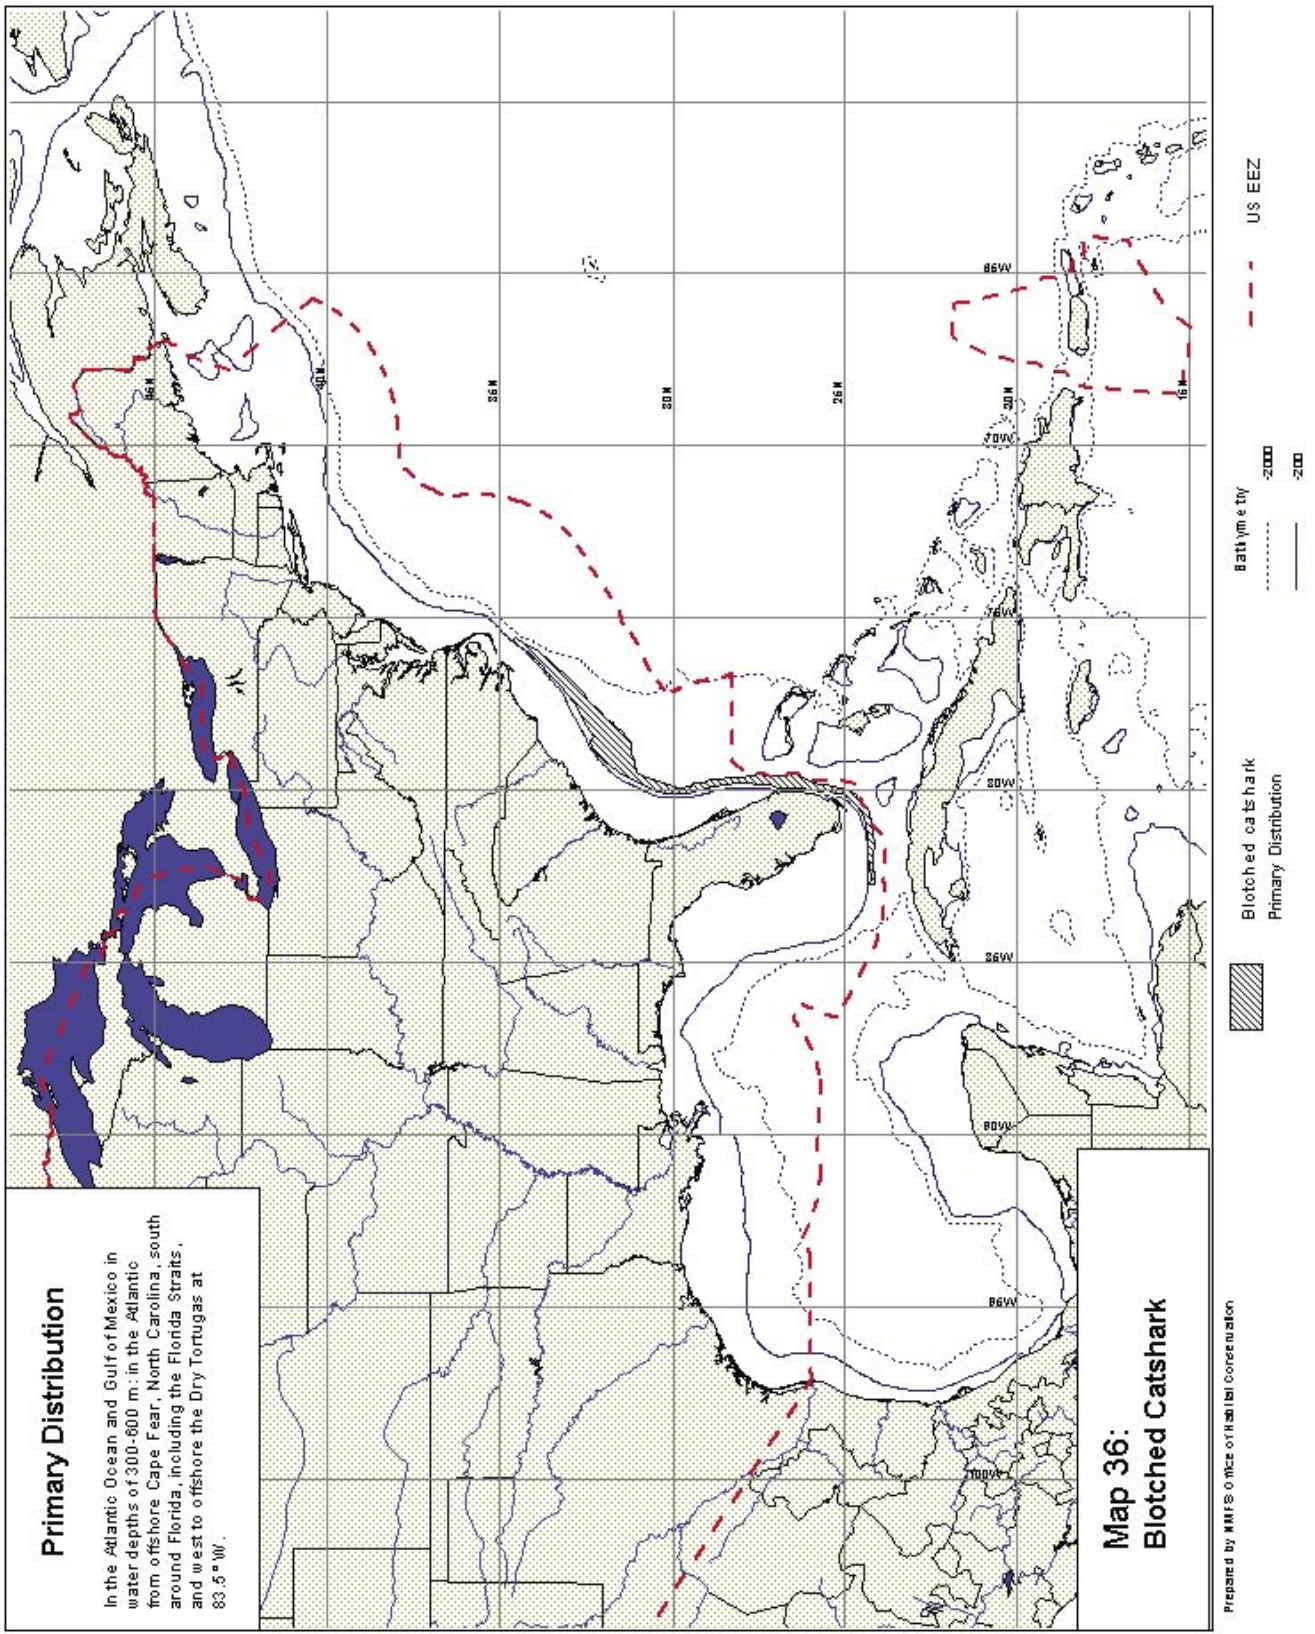 Primary Distribution
In the Atlantic Ocean and Gulf of Mexico in
water depths of 300-600 m: in the Atlantic
from offshore Cape Fear, North Carolina, south
around Florida, including the Florida Straits,
and west to offshore the Dry Tortugas at
83.5° W.
45N
40N
35N
30N
25N
20N
15N
100W
95W
90W
85W
80W
75W
70W
65W
Map 36:
Blotched Catshark
Blotched catshark
Primary Distribution
Bathymetry
-2000
-200
US EEZ
Prepared by NMFS Office of Habitat Conservation